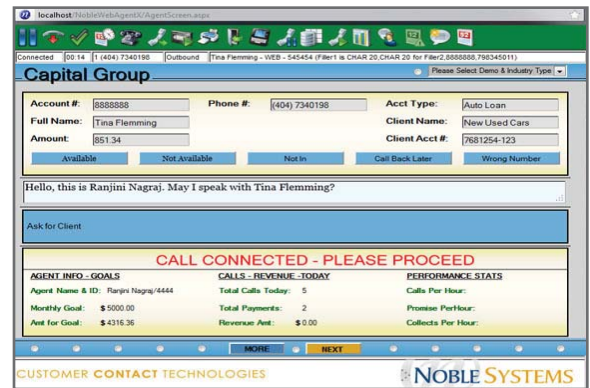 localhost/NobleWebAgentX/AgentScreen.aspx
Connected 00:14 1 (404) 7340198 Outbound Tina Flemming - WEB - 545454 (Filler1 is CHAR 20,CHAR 20 for Filler2,8888888,798345011)
Capital Group
Please Select Demo & Industry Type
Account #: 8888888 Phone #: (404) 7340198 Acct Type: Auto Loan
Full Name: Tina Flemming Client Name: New Used Cars
Amount: 851.34 Client Acct #: 7681254-123
Available Not Available Not In Call Back Later Wrong Number
Hello, this is Ranjini Nagraj. May I speak with Tina Flemming?
Ask for Client
CALL CONNECTED - PLEASE PROCEED
AGENT INFO - GOALS CALLS - REVENUE -TODAY PERFORMANCE STATS
Agent Name & ID: Ranjini Nagraj/4444 Total Calls Today: 5 Calls Per Hour:
Monthly Goal: $ 5000.00 Total Payments: 2 Promise PerHour:
Amt for Goal: $ 4316.36 Revenue Amt: $ 0.00 Collects Per Hour:
MORE NEXT
CUSTOMER CONTACT TECHNOLOGIES NOBLE SYSTEMS